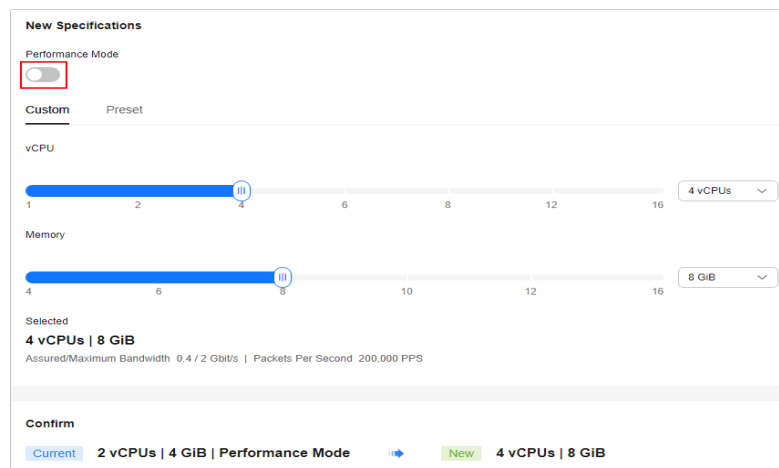 New Specifications
Performance Mode
Custom Preset
vCPU
4 vCPUs
1 2 4 6 8 12 16
Memory
8 GiB
4 6 8 10 12 16
Selected
4 vCPUs | 8 GiB
Assured/Maximum Bandwidth 0.4 / 2 Gbit/s | Packets Per Second 200,000 PPS
Confirm
Current 2 vCPUs | 4 GiB | Performance Mode New 4 vCPUs | 8 GiB